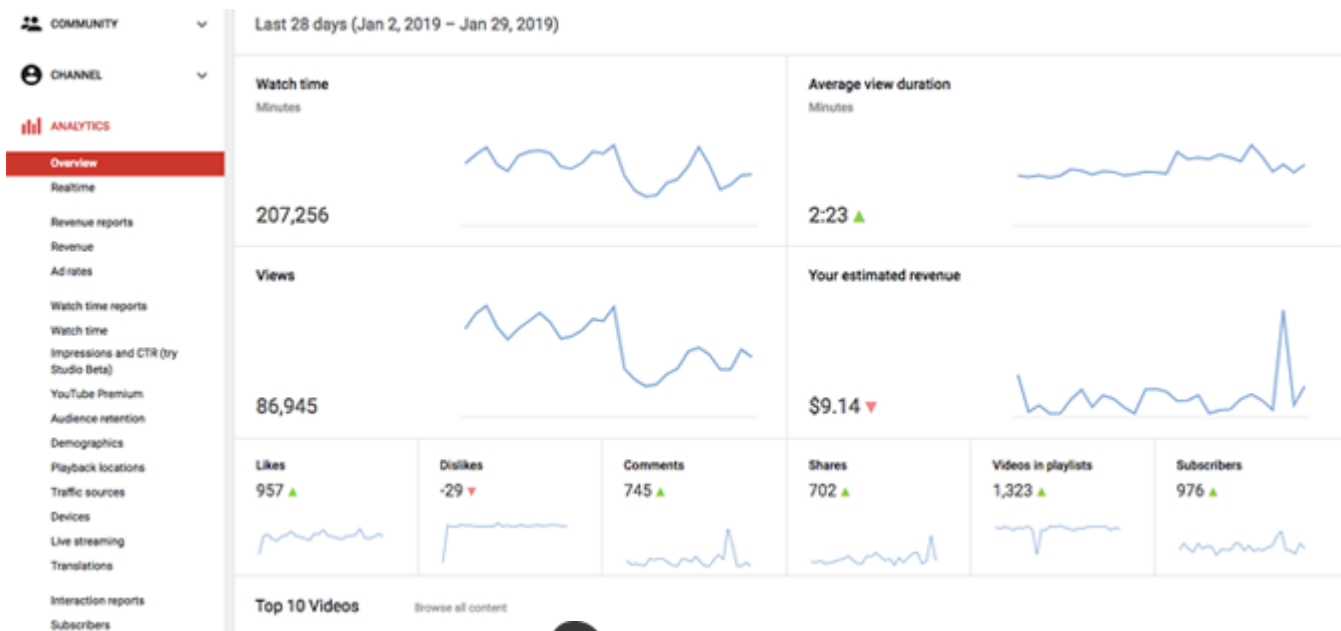 COMMUNITY
CHANNEL
ANALYTICS
Overview
Realtime
Revenue reports
Revenue
Ad rates
Watch time reports
Watch time
Impressions and CTR (try
Studio Beta)
YouTube Premium
Audience retention
Demographics
Playback locations
Traffic sources
Devices
Live streaming
Translations
Interaction reports
Subscribers
Last 28 days (Jan 2, 2019 – Jan 29, 2019)
Watch time
Minutes
207,256
Average view duration
Minutes
2:23
Views
86,945
Your estimated revenue
$9.14
Likes
957
Dislikes
-29
Comments
745
Shares
702
Videos in playlists
1,323
Subscribers
976
Top 10 Videos
Browse all content